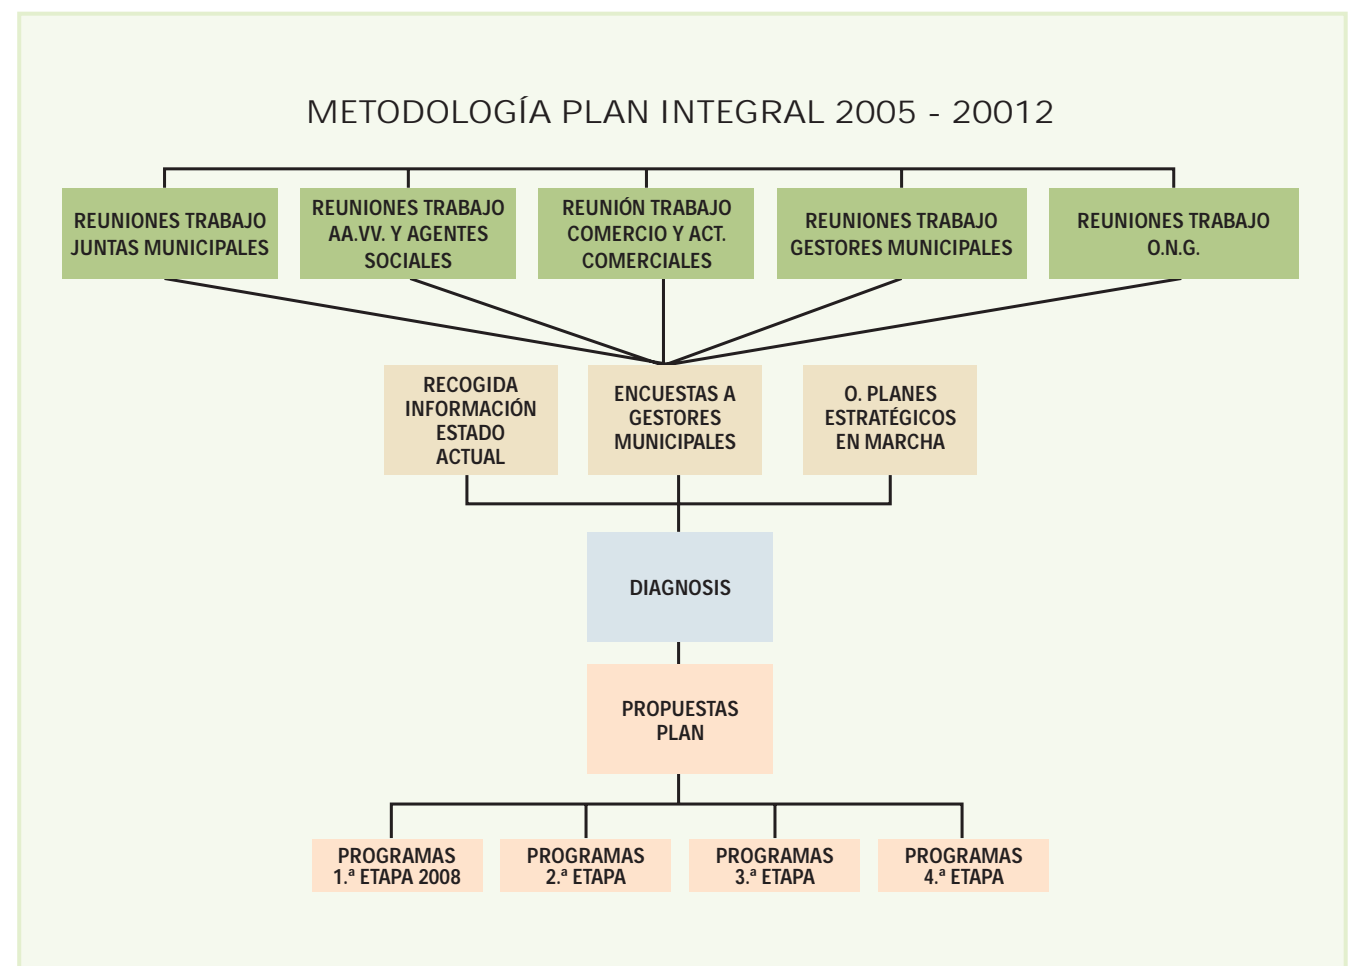 METODOLOGÍA PLAN INTEGRAL 2005 - 20012
REUNIONES TRABAJO
JUNTAS MUNICIPALES
REUNIONES TRABAJO
AA.VV. Y AGENTES
SOCIALES
REUNIÓN TRABAJO
COMERCIO Y ACT.
COMERCIALES
REUNIONES TRABAJO
GESTORES MUNICIPALES
REUNIONES TRABAJO
O.N.G.
RECOGIDA
INFORMACIÓN
ESTADO
ACTUAL
ENCUESTAS A
GESTORES
MUNICIPALES
O. PLANES
ESTRATÉGICOS
EN MARCHA
DIAGNOSIS
PROPUESTAS
PLAN
PROGRAMAS
1.ª ETAPA 2008
PROGRAMAS
2.ª ETAPA
PROGRAMAS
3.ª ETAPA
PROGRAMAS
4.ª ETAPA